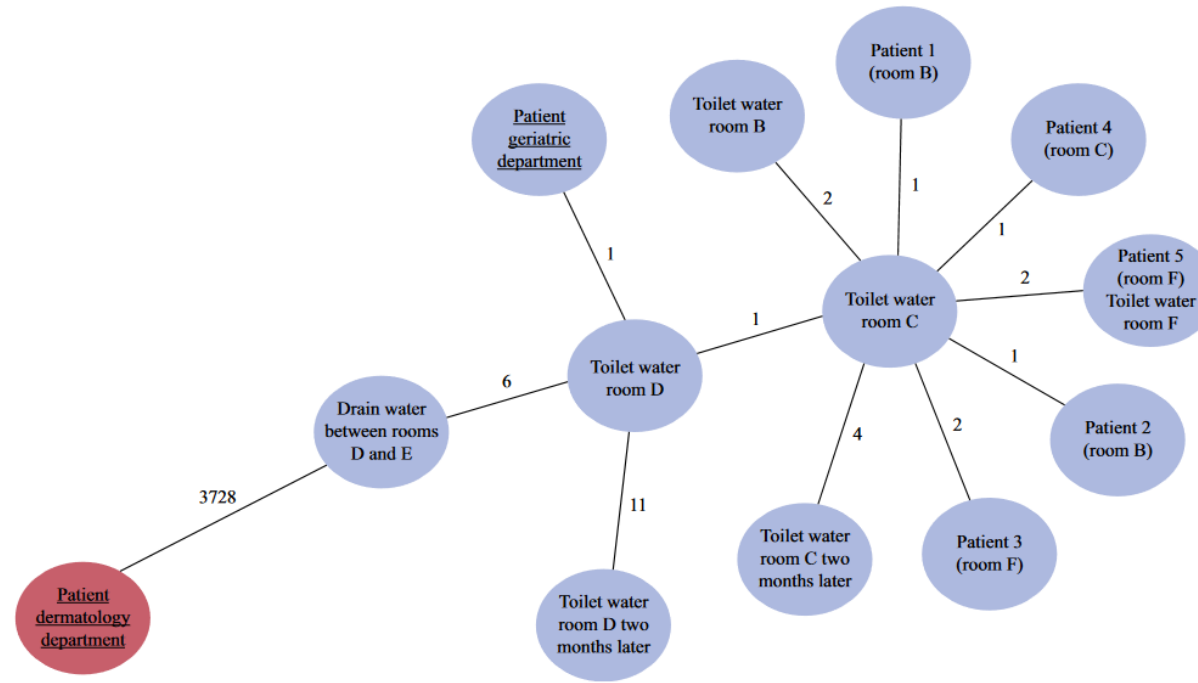 Patient 1
(room B)
Toilet water
room B
Patient
geriatric
department
Patient 4
(room C)
2
1
1
Patient 5
(room F)
Toilet water
room F
2
1
Toilet water
room C
1
1
Toilet water
room D
6
Drain water
between rooms
D and E
Patient 2
(room B)
4
2
3728
11
Patient 3
(room F)
Toilet water
room C two
months later
Patient
dermatology
department
Toilet water
room D two
months later